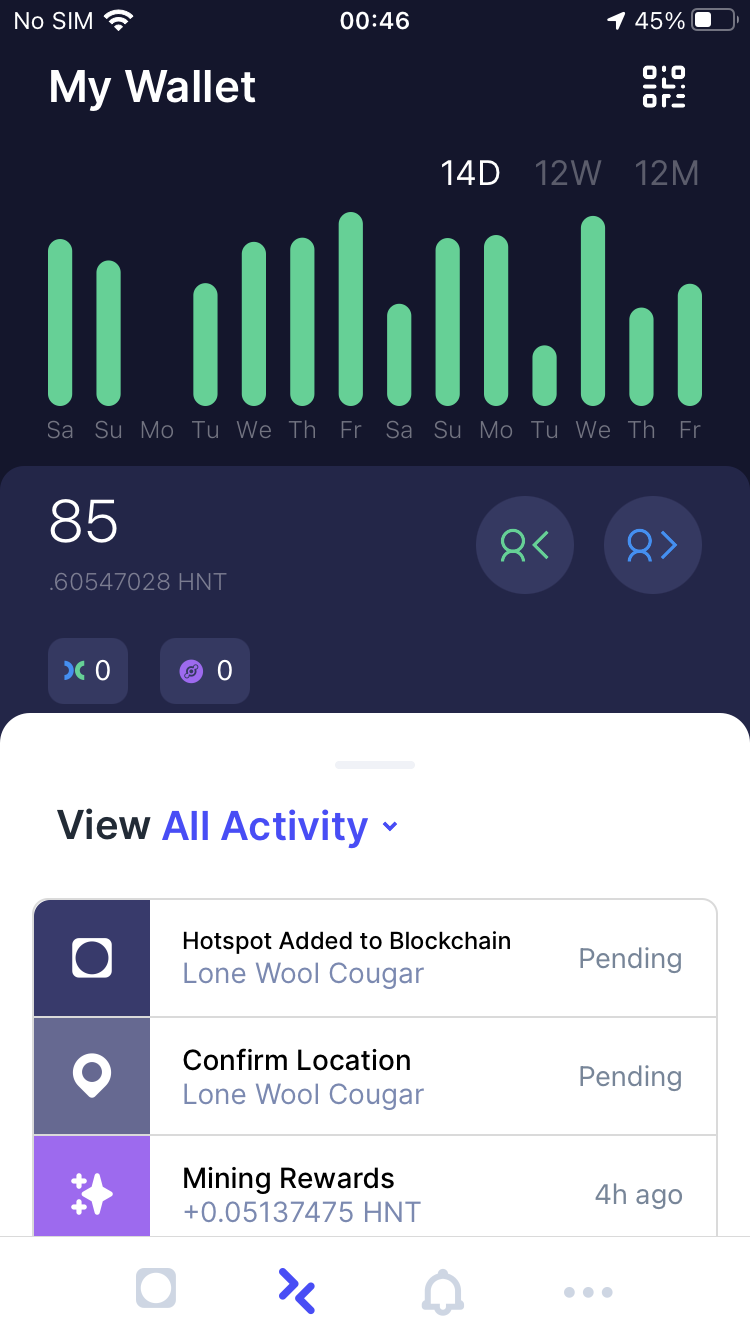 No SIM 00:46 45%
My Wallet
14D 12W 12M
Sa Su Mo Tu We Th Fr Sa Su Mo Tu We Th Fr
85
.60547028 HNT
0 0
View All Activity
Hotspot Added to Blockchain
Lone Wool Cougar
Pending
Confirm Location
Lone Wool Cougar
Pending
Mining Rewards
+0.05137475 HNT
4h ago